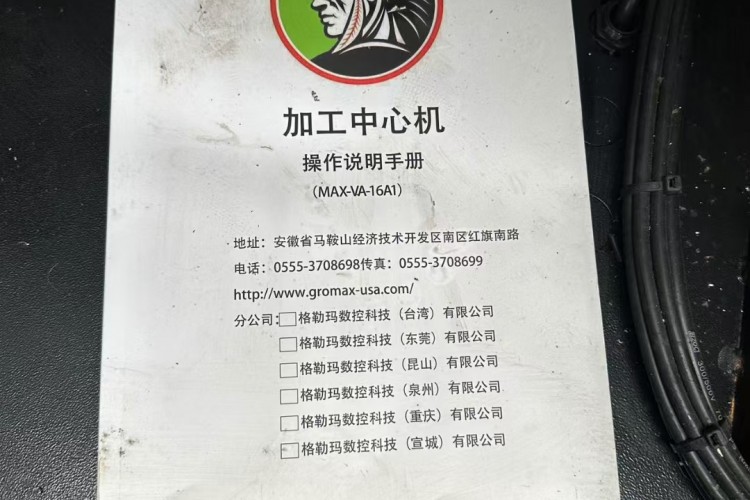 加工中心机
操作说明手册
（MAX-VA-16A1）
地址：安徽省马鞍山经济技术开发区南区红旗南路
电话：0555-3708698传真：0555-3708699
http://www.gromax-usa.com/
分公司：□格勒玛数控科技（台湾）有限公司
□格勒玛数控科技（东莞）有限公司
□格勒玛数控科技（昆山）有限公司
□格勒玛数控科技（泉州）有限公司
□格勒玛数控科技（重庆）有限公司
□格勒玛数控科技（宣城）有限公司